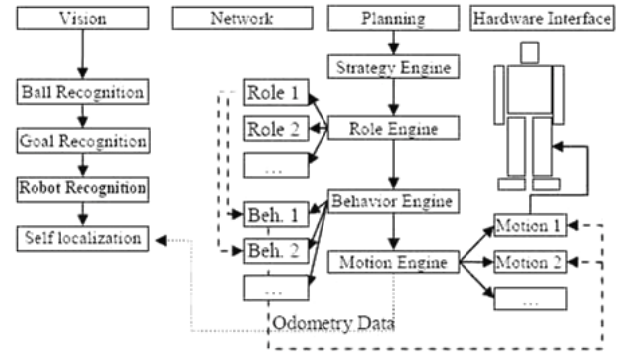 Vision
Network
Planning
Hardware Interface
Strategy Engine
Ball Recognition
Role 1
Goal Recognition
Role 2
Role Engine
...
Robot Recognition
Behavior Engine
Beh. 1
Motion 1
Self localization
Beh. 2
Motion Engine
Motion 2
...
...
Odometry Data